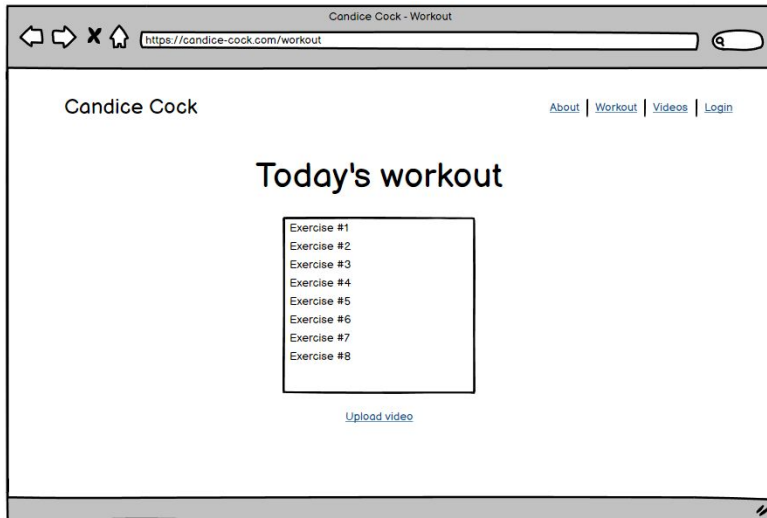 Candice Cock - Workout
https://candice-cock.com/workout
Candice Cock
About | Workout | Videos | Login
Today's workout
Exercise #1
Exercise #2
Exercise #3
Exercise #4
Exercise #5
Exercise #6
Exercise #7
Exercise #8
Upload video